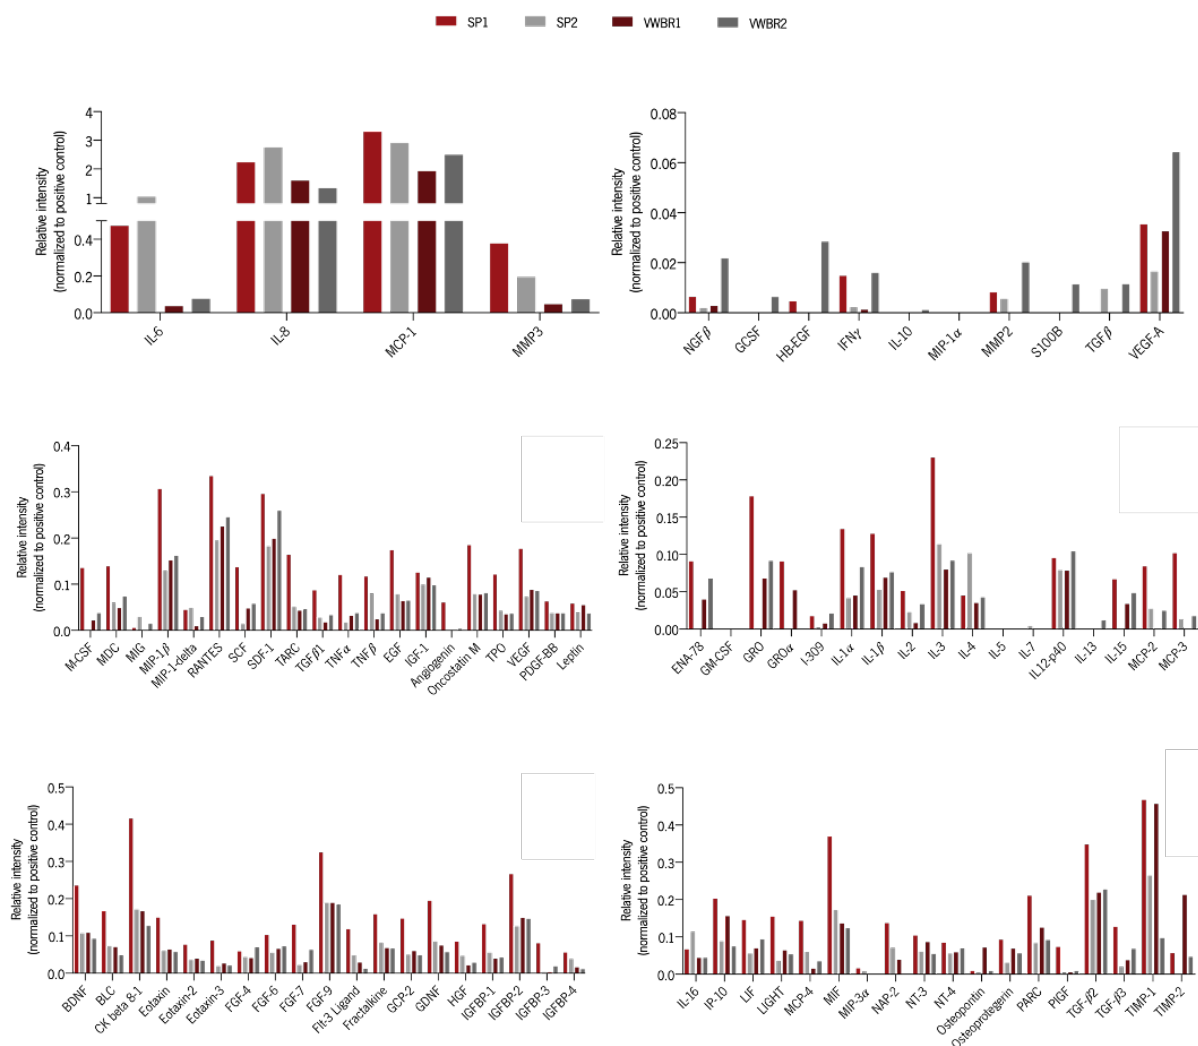 SP1 SP2 VWBR1 VWBR2
Relative intensity
(normalized to positive control)
4
3
2
1
0.4
0.2
0.0
IL-6 IL-8 MCP-1 MMP3
Relative intensity
(normalized to positive control)
0.08
0.06
0.04
0.02
0.00
NGFβ GCSF HB-EGF IFNγ IL-10 MIP-1α MMP2 S100B TGFβ VEGF-A
Relative intensity
(normalized to positive control)
0.4
0.3
0.2
0.1
0.0
M-CSF MDC MIG MIP-1β MIP-1-delta RANTES SCF SDF-1 TARC TGFβ1 TNFα TNFβ EGF IGF-1 Angiogenin Oncostatin M TPO VEGF PDGF-BB Leptin
Relative intensity
(normalized to positive control)
0.25
0.20
0.15
0.10
0.05
0.00
ENA-78 GM-CSF GRO GROα I-309 IL-1α IL-1β IL-2 IL-3 IL-4 IL-5 IL-7 IL12-p40 IL-13 IL-15 MCP-2 MCP-3
Relative intensity
(normalized to positive control)
0.5
0.4
0.3
0.2
0.1
0.0
BDNF BLC CK beta 8-1 Eotaxin Eotaxin-2 Eotaxin-3 FGF-4 FGF-6 FGF-7 FGF-9 Flt-3 Ligand Fractalkine GCP-2 GDNF HGF IGFBP-1 IGFBP-2 IGFBP-3 IGFBP-4
Relative intensity
(normalized to positive control)
0.5
0.4
0.3
0.2
0.1
0.0
IL-16 IP-10 LIF LIGHT MCP-4 MIF MIP-3α NAP-2 NT-3 NT-4 Osteopontin Osteoprotegerin PARC PIGF TGF-β2 TGF-β3 TIMP-1 TIMP-2